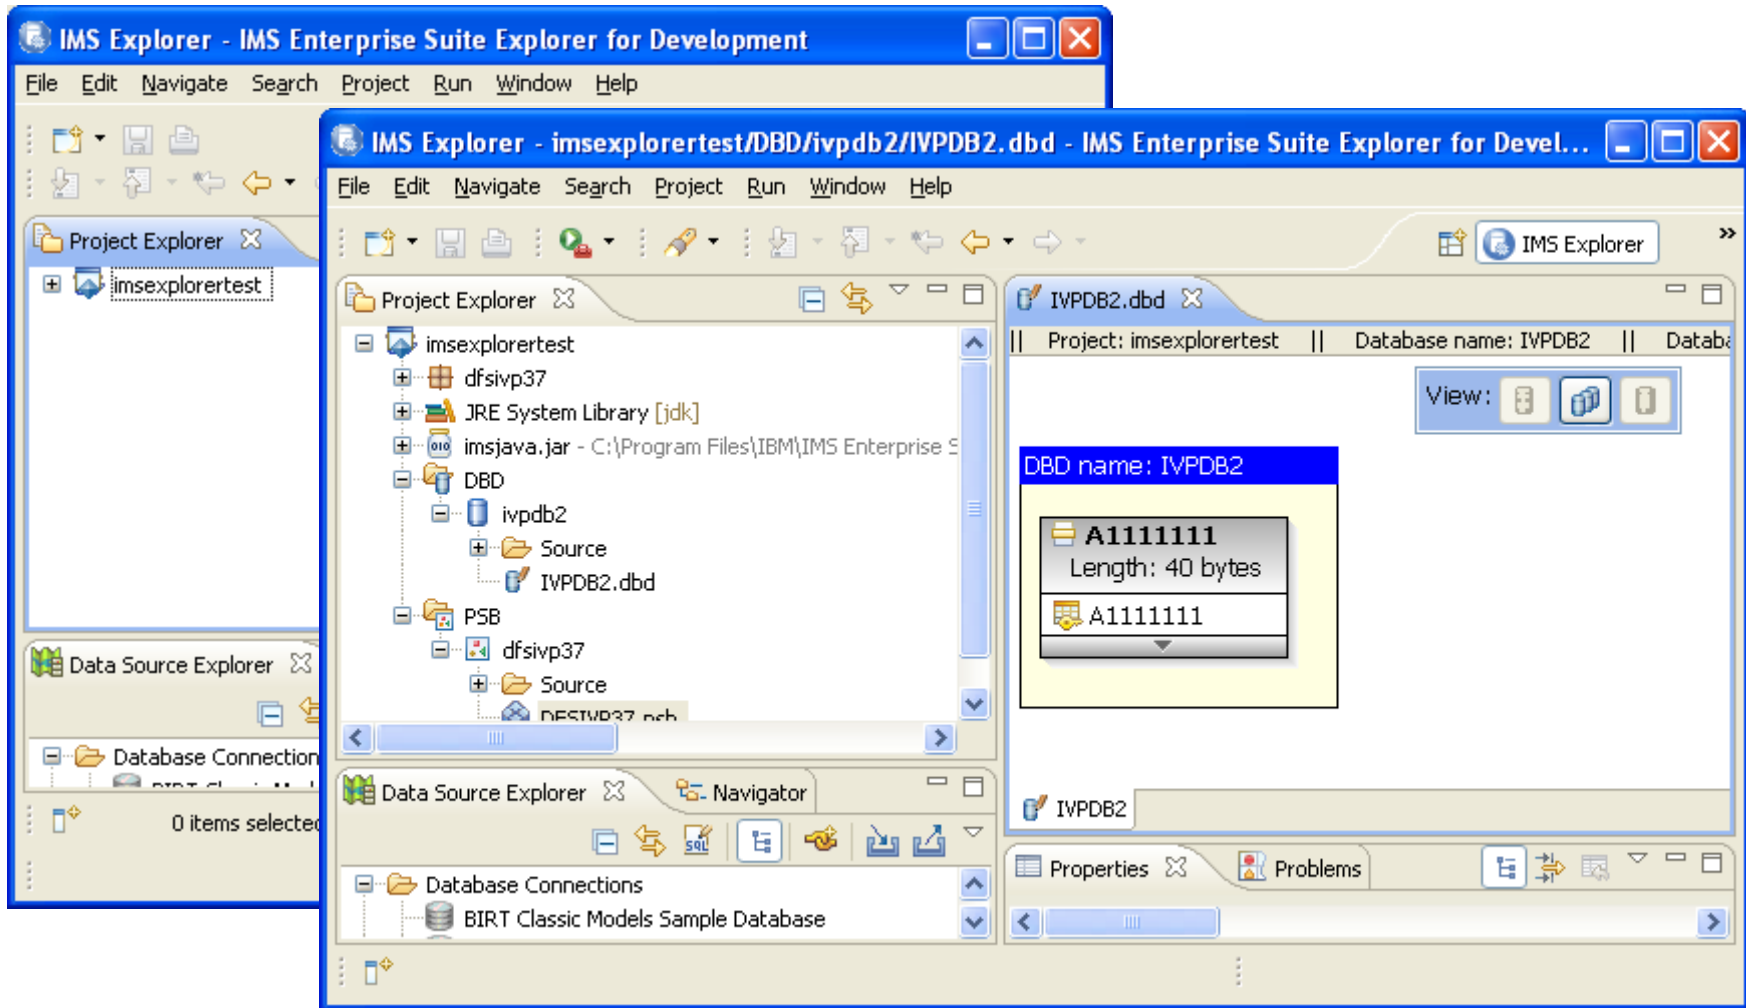 IMS Explorer - IMS Enterprise Suite Explorer for Development
File Edit Navigate Search Project Run Window Help
Project Explorer
imsexplorertest
Data Source Explorer
Database Connection
0 items selected
IMS Explorer - imsexplorertest/DBD/ivpdb2/IVPDB2.dbd - IMS Enterprise Suite Explorer for Devel...
File Edit Navigate Search Project Run Window Help
IMS Explorer
Project Explorer
imsexplorertest
dfsivp37
JRE System Library [jdk]
imsjava.jar - C:\Program Files\IBM\IMS Enterprise S
DBD
ivpdb2
Source
IVPDB2.dbd
PSB
dfsivp37
Source
DFSIVP37.psb
Data Source Explorer Navigator
SQL
Database Connections
BIRT Classic Models Sample Database
IVPDB2.dbd
|| Project: imsexplorertest || Database name: IVPDB2 || Databa
View:
DBD name: IVPDB2
A1111111
Length: 40 bytes
A1111111
IVPDB2
Properties Problems